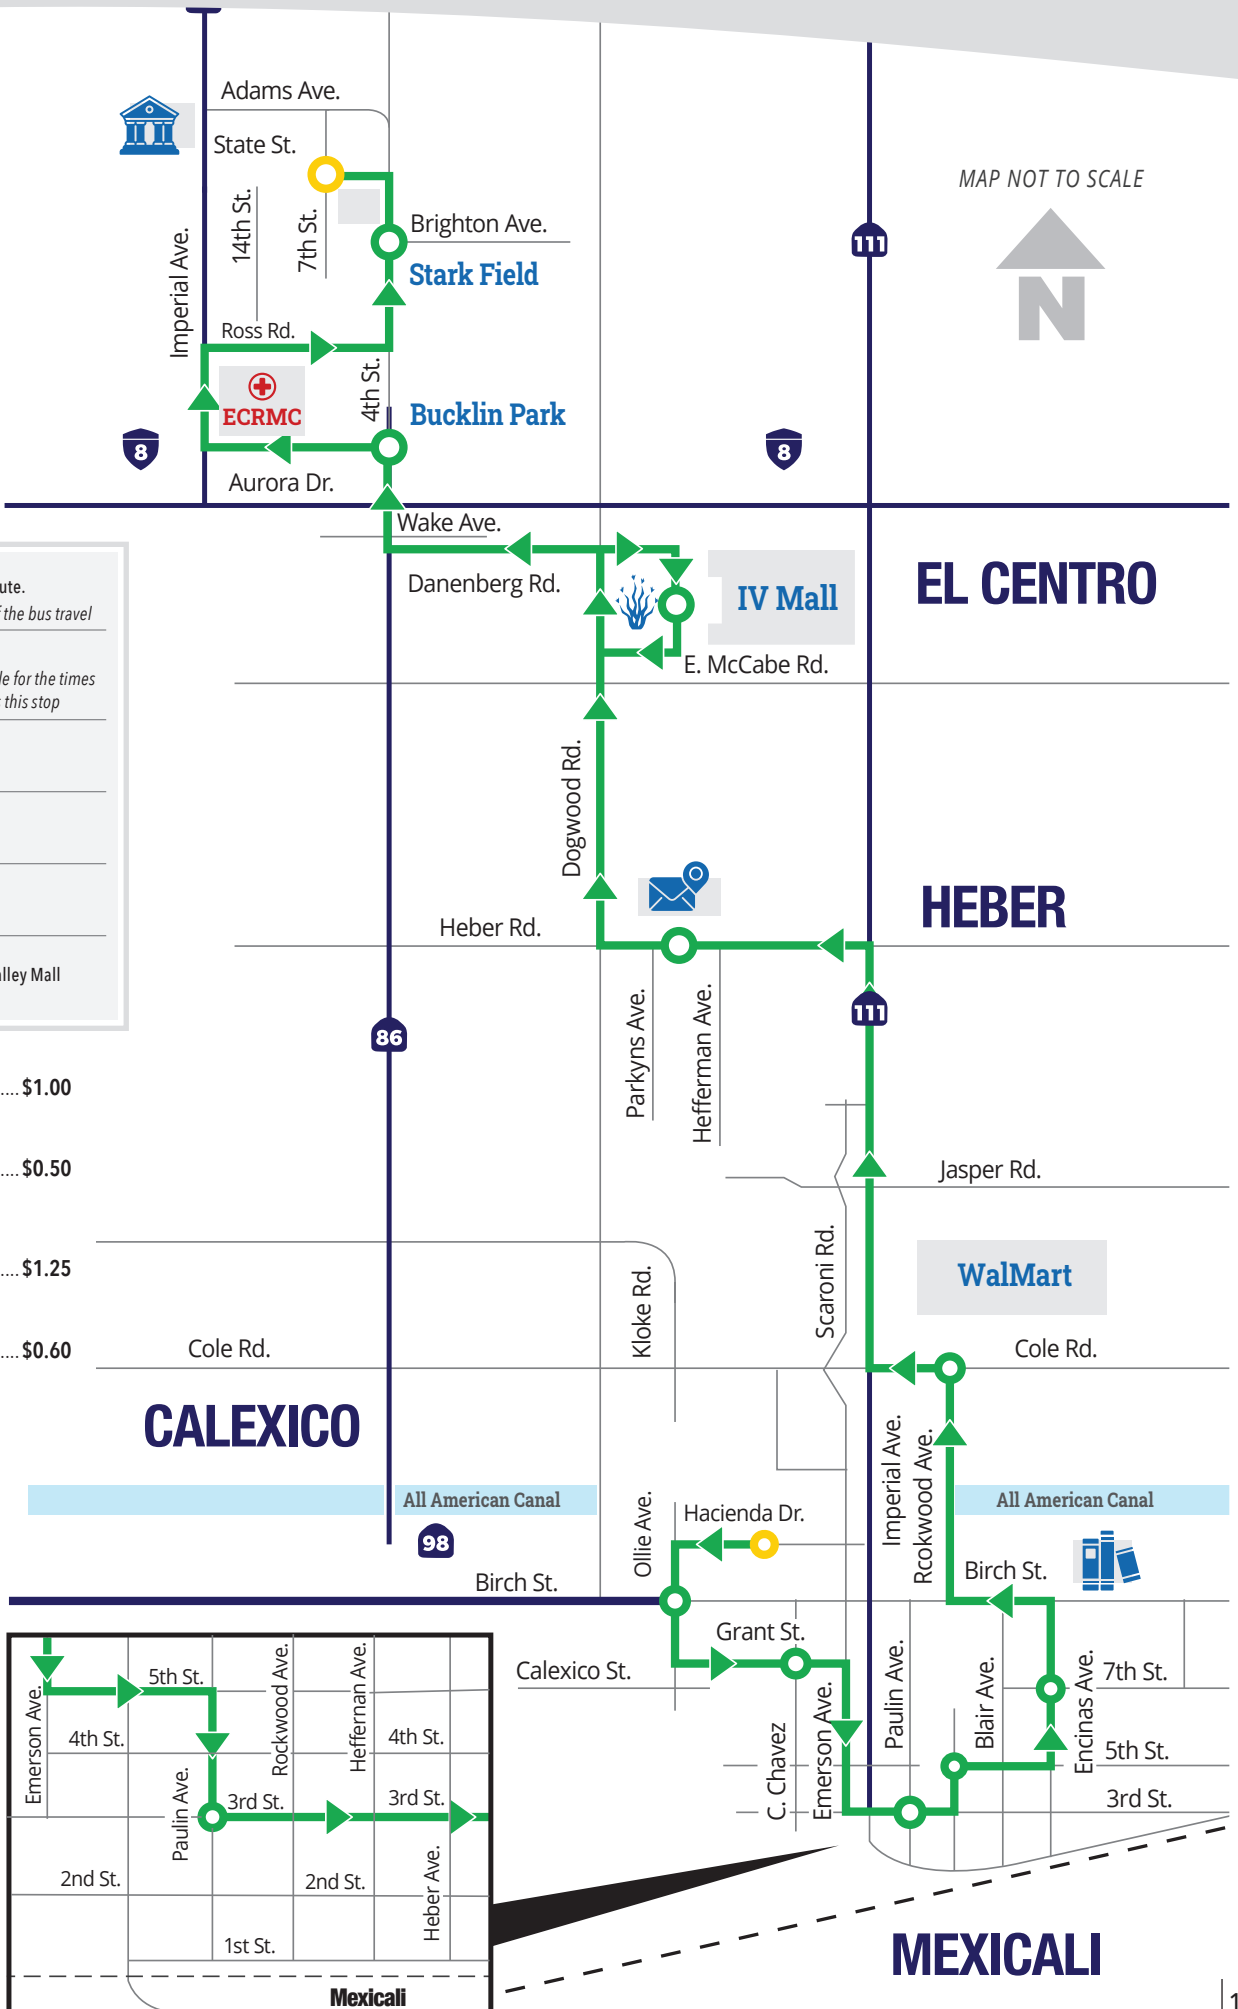 Adams Ave.
State St.
14th St.
7th St.
Imperial Ave.
Brighton Ave.
Stark Field
Ross Rd.
4th St.
ECRMC
Bucklin Park
8
8
Aurora Dr.
Wake Ave.
Danenberg Rd.
IV Mall
E. McCabe Rd.
MAP NOT TO SCALE
N
111
EL CENTRO
the bus travel
for the times
this stop
Mall
Dogwood Rd.
Heber Rd.
HEBER
Parkyns Ave.
Hefferman Ave.
111
86
$1.00
$0.50
$1.25
$0.60
Jasper Rd.
Scaroni Rd.
Kloke Rd.
WalMart
Cole Rd.
Cole Rd.
CALEXICO
Imperial Ave.
Rcokwood Ave.
All American Canal
All American Canal
98
Ollie Ave.
Hacienda Dr.
Birch St.
Birch St.
Grant St.
Calexico St.
C. Chavez
Emerson Ave.
Paulin Ave.
Blair Ave.
Encinas Ave.
7th St.
5th St.
3rd St.
MEXICALI
5th St.
Emerson Ave.
4th St.
Rockwood Ave.
Heffernan Ave.
4th St.
Paulin Ave.
3rd St.
3rd St.
2nd St.
2nd St.
Heber Ave.
1st St.
Mexicali
1